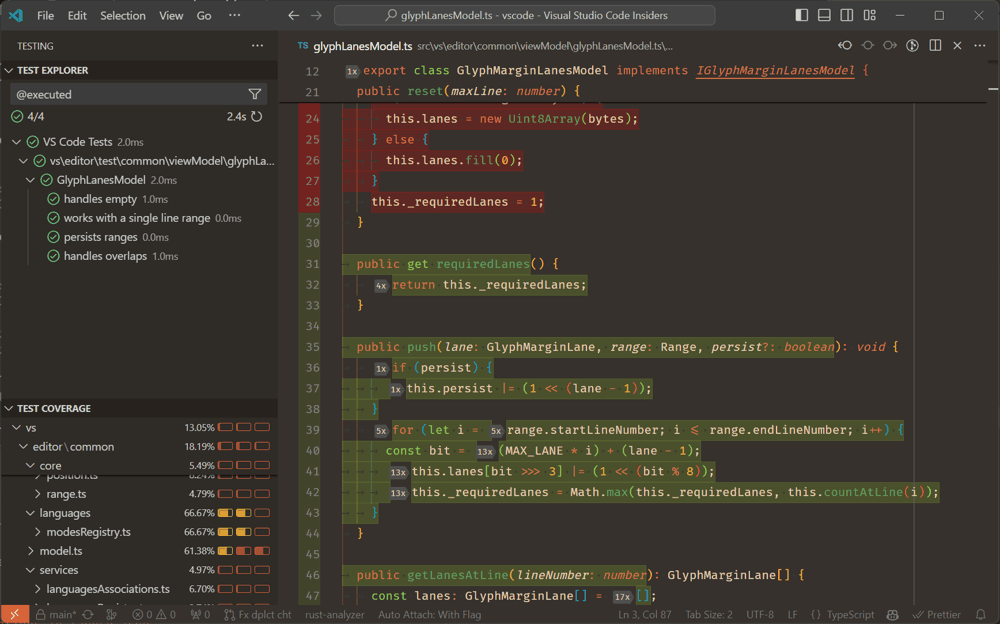 File Edit Selection View Go ··· glyphLanesModel.ts - vscode - Visual Studio Code Insiders
TESTING
TEST EXPLORER
@executed
4/4 2.4s
VS Code Tests 2.0ms
vs\editor\test\common\viewModel\glyphLa...
GlyphLanesModel 2.0ms
handles empty 1.0ms
works with a single line range 0.0ms
persists ranges 0.0ms
handles overlaps 1.0ms
TEST COVERAGE
vs 13.05%
editor\common 18.19%
core 5.49%
position.ts
range.ts 4.79%
languages 66.67%
modesRegistry.ts 66.67%
model.ts 61.38%
services 4.97%
languagesAssociations.ts 6.70%
TS glyphLanesModel.ts src\vs\editor\common\viewModel\glyphLanesModel.ts\...
12 1x export class GlyphMarginLanesModel implements IGlyphMarginLanesModel {
21 public reset(maxLine: number) {
24 this.lanes = new Uint8Array(bytes);
25 } else {
26 this.lanes.fill(0);
27 }
28 this._requiredLanes = 1;
29 }
30
31 public get requiredLanes() {
32 4x return this._requiredLanes;
33 }
34
35 public push(lane: GlyphMarginLane, range: Range, persist?: boolean): void {
36 1x if (persist) {
37 1x this.persist |= (1 << (lane - 1));
38 }
39 5x for (let i = 5x range.startLineNumber; i <= range.endLineNumber; i++) {
40 const bit = 13x (MAX_LANE * i) + (lane - 1);
41 13x this.lanes[bit >>> 3] |= (1 << (bit % 8));
42 13x this._requiredLanes = Math.max(this._requiredLanes, this.countAtLine(i));
43 }
44 }
45
46 public getLanesAtLine(lineNumber: number): GlyphMarginLane[] {
47 const lanes: GlyphMarginLane[] = 17x [];
main* 0 0 0 Fx dplct cht rust-analyzer Auto Attach: With Flag Ln 3, Col 87 Tab Size: 2 UTF-8 LF {} TypeScript Prettier